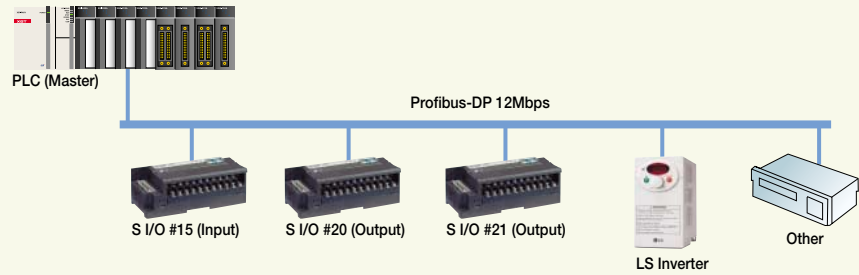 PLC (Master)
Profibus-DP 12Mbps
S I/O #15 (Input)
S I/O #20 (Output)
S I/O #21 (Output)
LS Inverter
Other